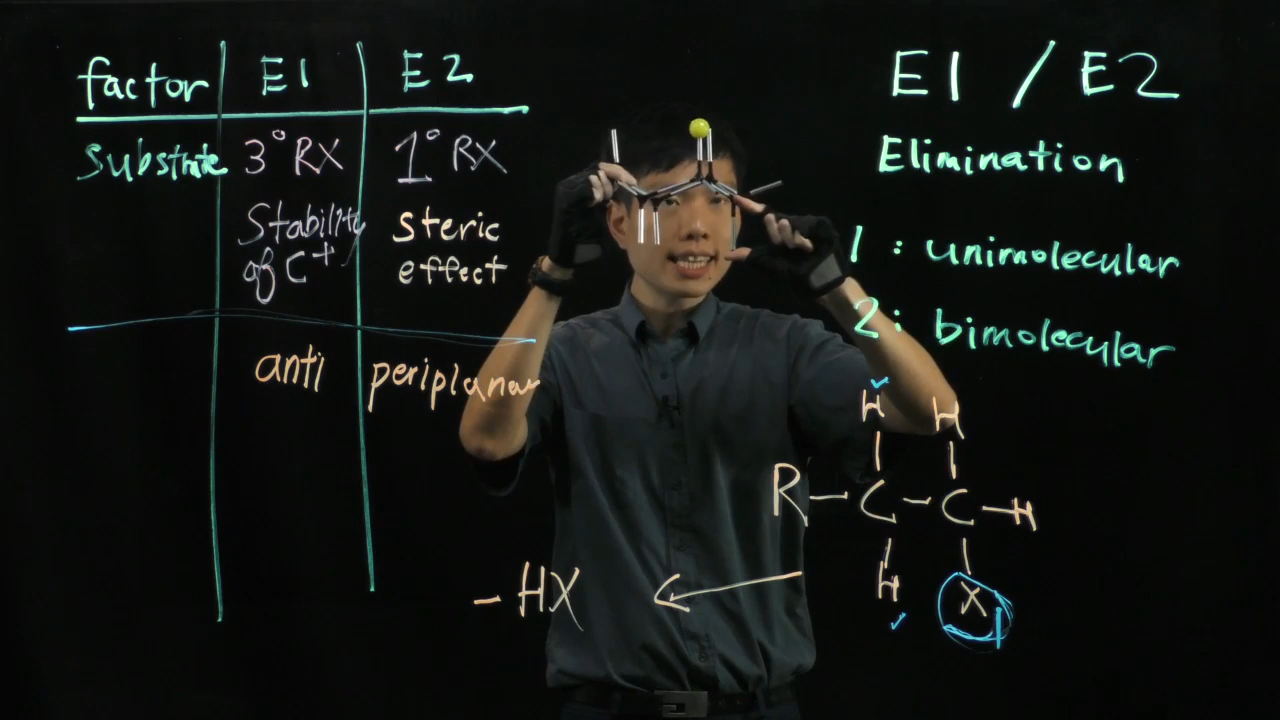 factor E1 E2
Substrate 3° RX 1° RX
Stability of C+
steric effect
anti periplanar
E1 / E2
Elimination
1 : unimolecular
2 : bimolecular
H H
R–C–C–H
H X
- HX